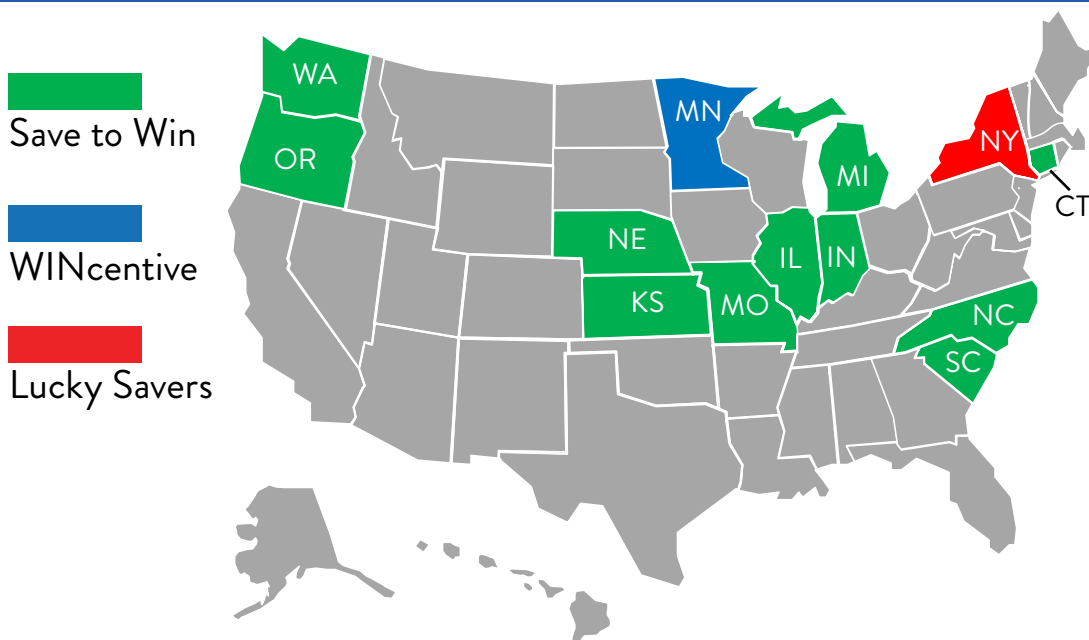 Save to Win
WINcentive
Lucky Savers
WA
OR
MN
NY
MI
CT
NE
IL
IN
KS
MO
NC
SC